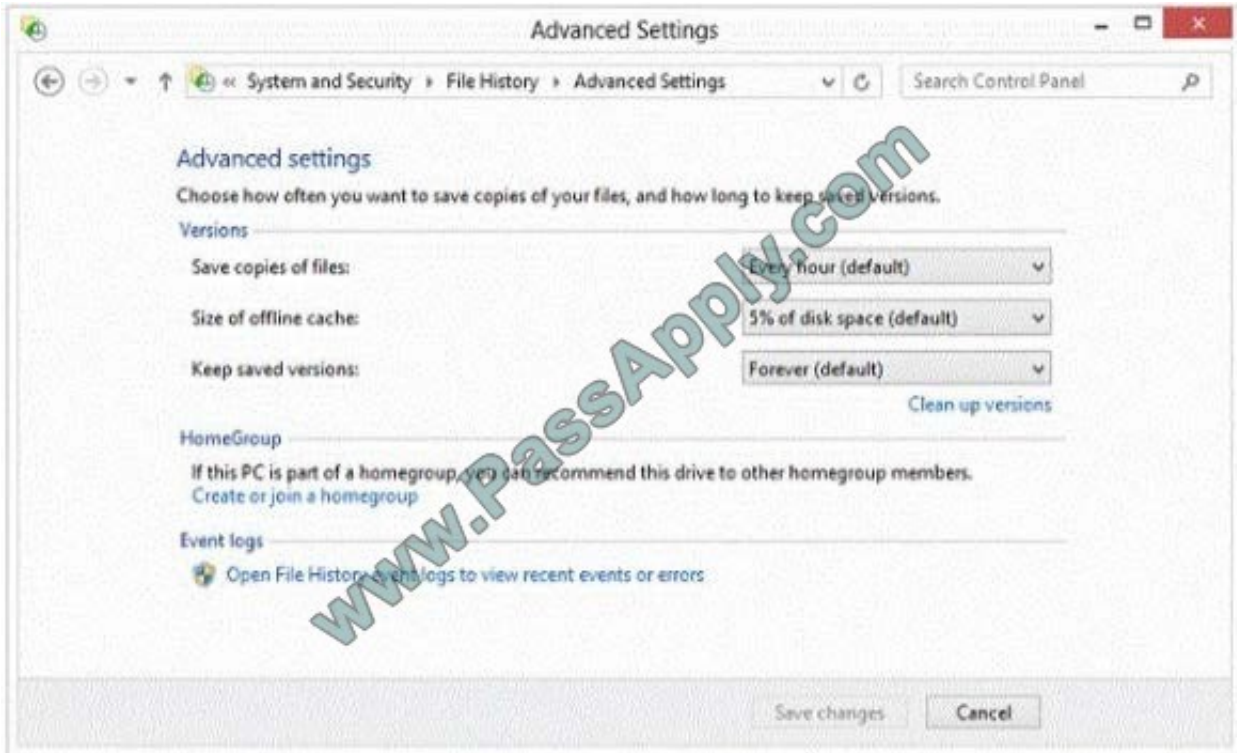 Advanced Settings
« System and Security ▸ File History ▸ Advanced Settings
Search Control Panel
Advanced settings
Choose how often you want to save copies of your files, and how long to keep saved versions.
Versions
Save copies of files: Every hour (default)
Size of offline cache: 5% of disk space (default)
Keep saved versions: Forever (default)
Clean up versions
HomeGroup
If this PC is part of a homegroup, you can recommend this drive to other homegroup members.
Create or join a homegroup
Event logs
Open File History event logs to view recent events or errors
Save changes Cancel
www.PassApply.com